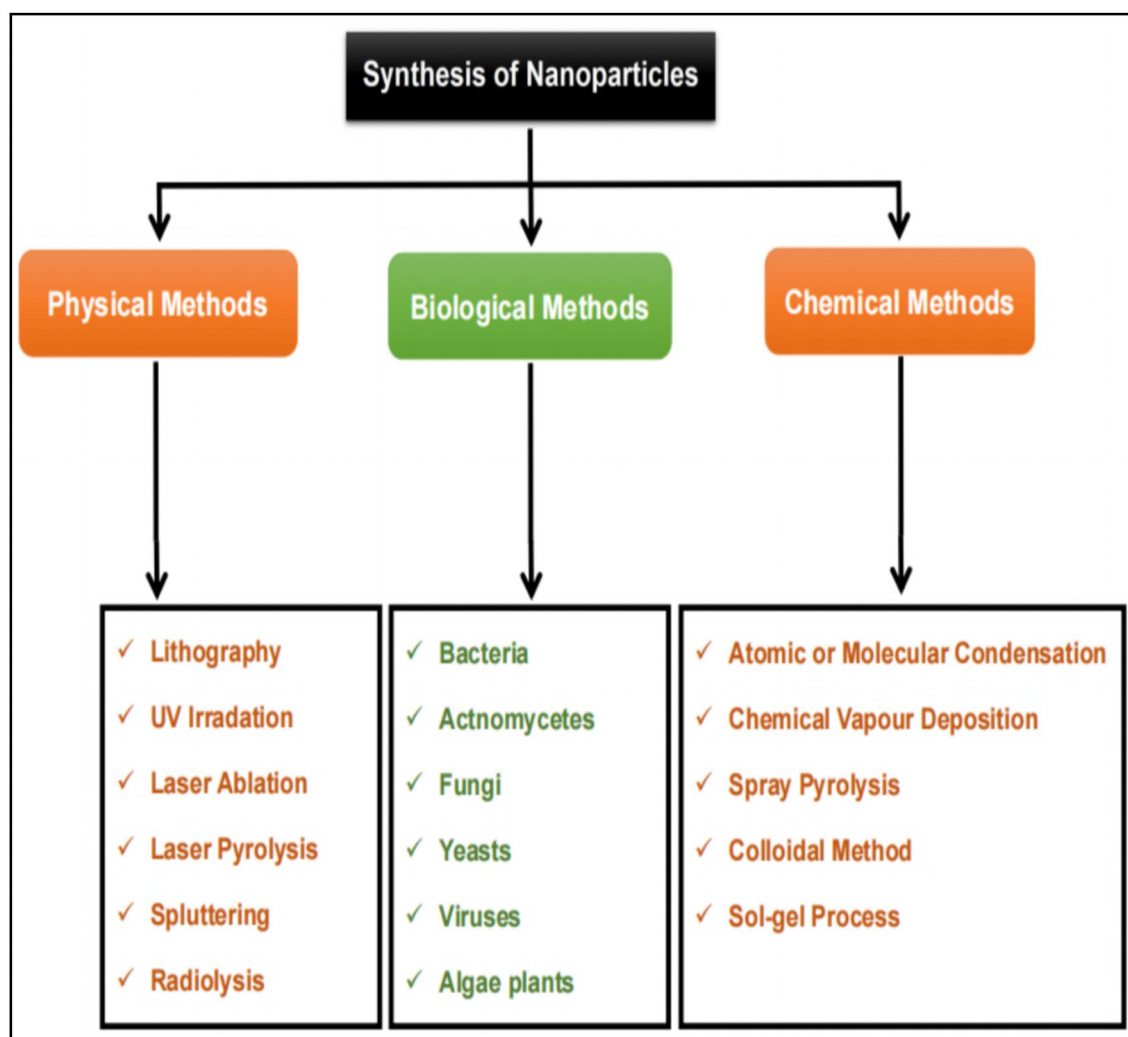 Synthesis of Nanoparticles
Physical Methods
Biological Methods
Chemical Methods
✓ Lithography
✓ UV Irradation
✓ Laser Ablation
✓ Laser Pyrolysis
✓ Spluttering
✓ Radiolysis
✓ Bacteria
✓ Actnomycetes
✓ Fungi
✓ Yeasts
✓ Viruses
✓ Algae plants
✓ Atomic or Molecular Condensation
✓ Chemical Vapour Deposition
✓ Spray Pyrolysis
✓ Colloidal Method
✓ Sol-gel Process